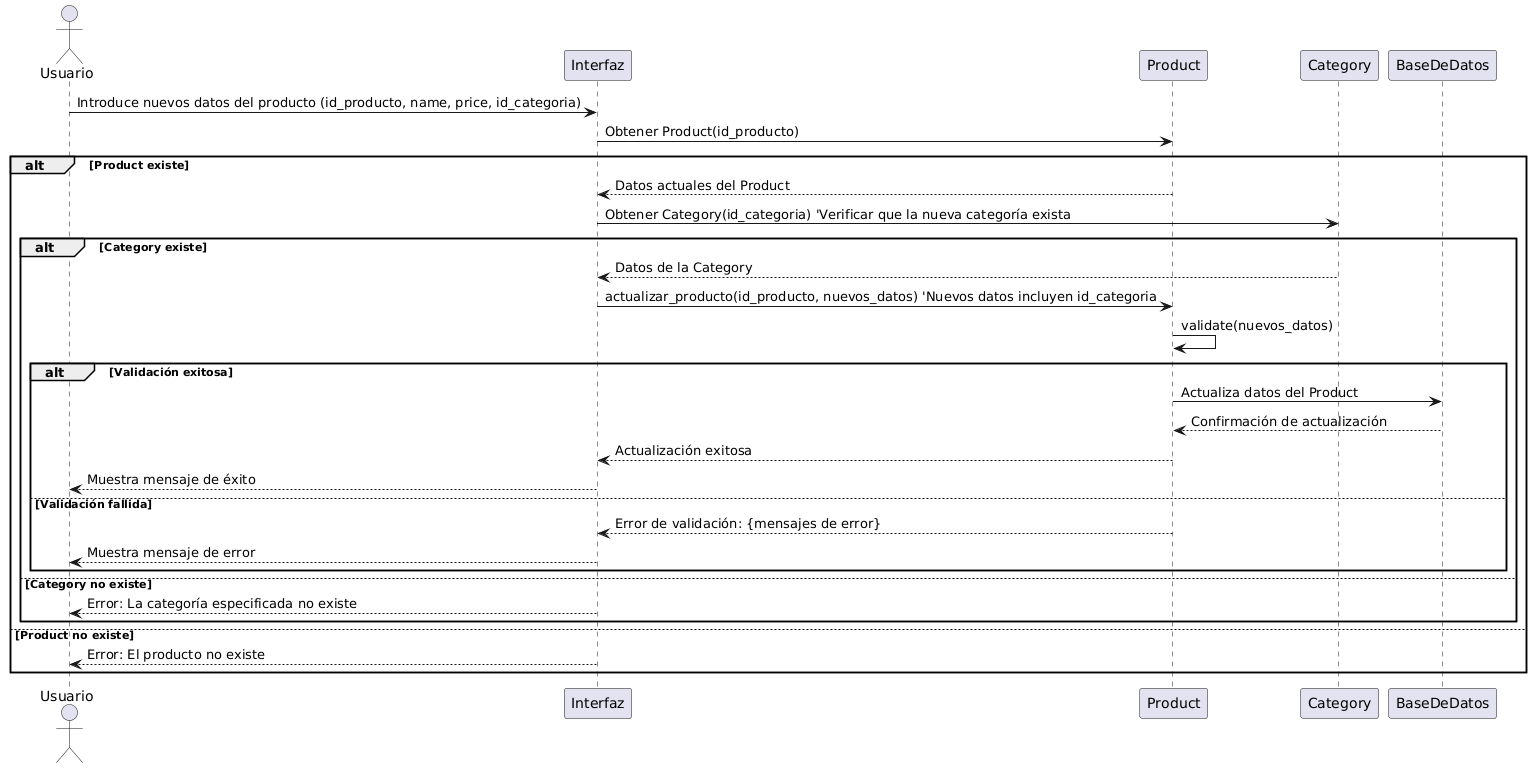 Usuario
Interfaz
Product
Category
BaseDeDatos
Introduce nuevos datos del producto (id_producto, name, price, id_categoria)
Obtener Product(id_producto)
alt
[Product existe]
Datos actuales del Product
Obtener Category(id_categoria) 'Verificar que la nueva categoría exista
alt
[Category existe]
Datos de la Category
actualizar_producto(id_producto, nuevos_datos) 'Nuevos datos incluyen id_categoria
validate(nuevos_datos)
alt
[Validación exitosa]
Actualiza datos del Product
Confirmación de actualización
Actualización exitosa
Muestra mensaje de éxito
[Validación fallida]
Error de validación: {mensajes de error}
Muestra mensaje de error
[Category no existe]
Error: La categoría especificada no existe
[Product no existe]
Error: El producto no existe
Usuario
Interfaz
Product
Category
BaseDeDatos